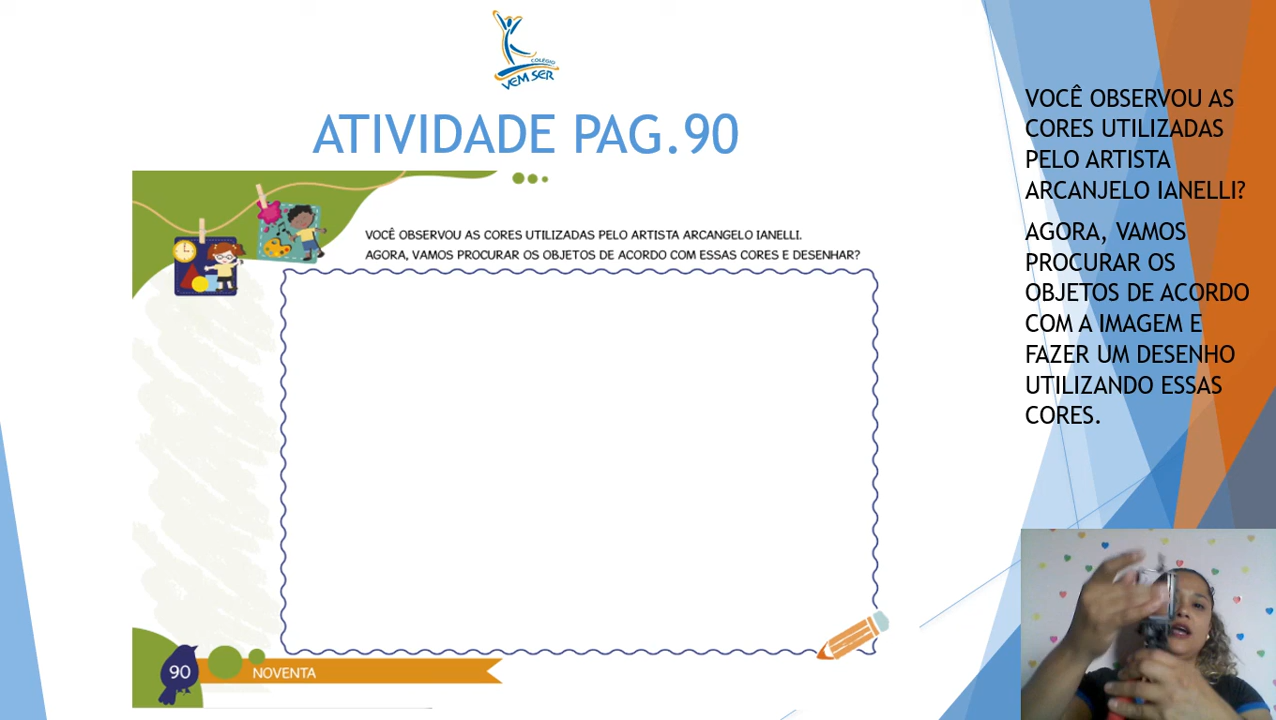 COLÉGIO
VEM SER
ATIVIDADE PAG.90
VOCÊ OBSERVOU AS CORES UTILIZADAS PELO ARTISTA ARCANGELO IANELLI.
AGORA, VAMOS PROCURAR OS OBJETOS DE ACORDO COM ESSAS CORES E DESENHAR?
90
NOVENTA
VOCÊ OBSERVOU AS
CORES UTILIZADAS
PELO ARTISTA
ARCANJELO IANELLI?
AGORA, VAMOS
PROCURAR OS
OBJETOS DE ACORDO
COM A IMAGEM E
FAZER UM DESENHO
UTILIZANDO ESSAS
CORES.